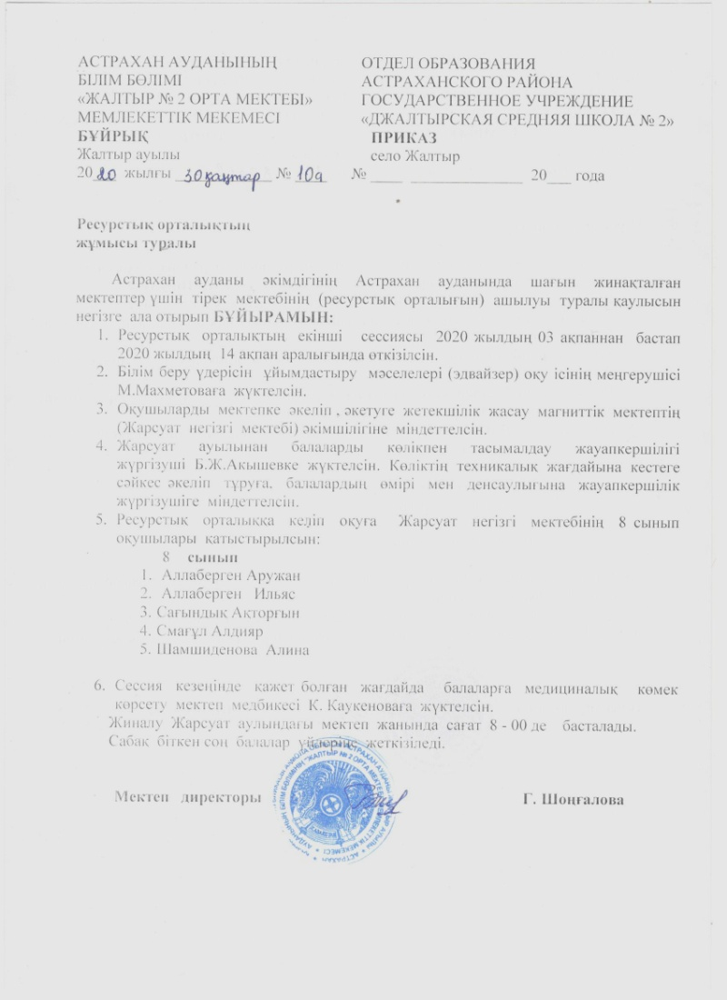 АСТРАХАН АУДАНЫНЫҢ
БІЛІМ БӨЛІМІ
«ЖАЛТЫР № 2 ОРТА МЕКТЕБІ»
МЕМЛЕКЕТТІК МЕКЕМЕСІ
БҰЙРЫҚ
Жалтыр ауылы
2020 жылғы 30 қаңтар № 10а
ОТДЕЛ ОБРАЗОВАНИЯ
АСТРАХАНСКОГО РАЙОНА
ГОСУДАРСТВЕННОЕ УЧРЕЖДЕНИЕ
«ДЖАЛТЫРСКАЯ СРЕДНЯЯ ШКОЛА № 2»
ПРИКАЗ
село Жалтыр
№ ____ ______________ 20___ года
Ресурстық орталықтың
жұмысы туралы
Астрахан ауданы әкімдігінің Астрахан ауданында шағын жинақталған
мектептер үшін тірек мектебінің (ресурстық орталығын) ашылуы туралы қаулысын
негізге ала отырып БҰЙЫРАМЫН:
1. Ресурстық орталықтың екінші сессиясы 2020 жылдың 03 ақпаннан бастап
2020 жылдың 14 ақпан аралығында өткізілсін.
2. Білім беру үдерісін ұйымдастыру мәселелері (эдвайзер) оқу ісінің меңгерушісі
М.Махметоваға жүктелсін.
3. Оқушыларды мектепке әкеліп , әкетуге жетекшілік жасау магниттік мектептің
(Жарсуат негізгі мектебі) әкімшілігіне міндеттелсін.
4. Жарсуат ауылынан балаларды көлікпен тасымалдау жауапкершілігі
жүргізуші Б.Ж.Акышевке жүктелсін. Көліктің техникалық жағдайына кестеге
сәйкес әкеліп тұруға, балалардың өмірі мен денсаулығына жауапкершілік
жүргізушіге міндеттелсін.
5. Ресурстық орталыққа келіп оқуға Жарсуат негізгі мектебінің 8 сынып
оқушылары қатыстырылсын:
8 сынып
1. Аллаберген Аружан
2. Аллаберген Ильяс
3. Сағындық Ақторғын
4. Смағұл Алдияр
5. Шамшиденова Алина
6. Сессия кезеңінде қажет болған жағдайда балаларға медициналық көмек
көрсету мектеп медбикесі К. Каукеноваға жүктелсін.
Жиналу Жарсуат аулындағы мектеп жанында сағат 8 - 00 де басталады.
Сабақ біткен соң балалар үйлеріне жеткізіледі.
Мектеп директоры
Г. Шоңғалова